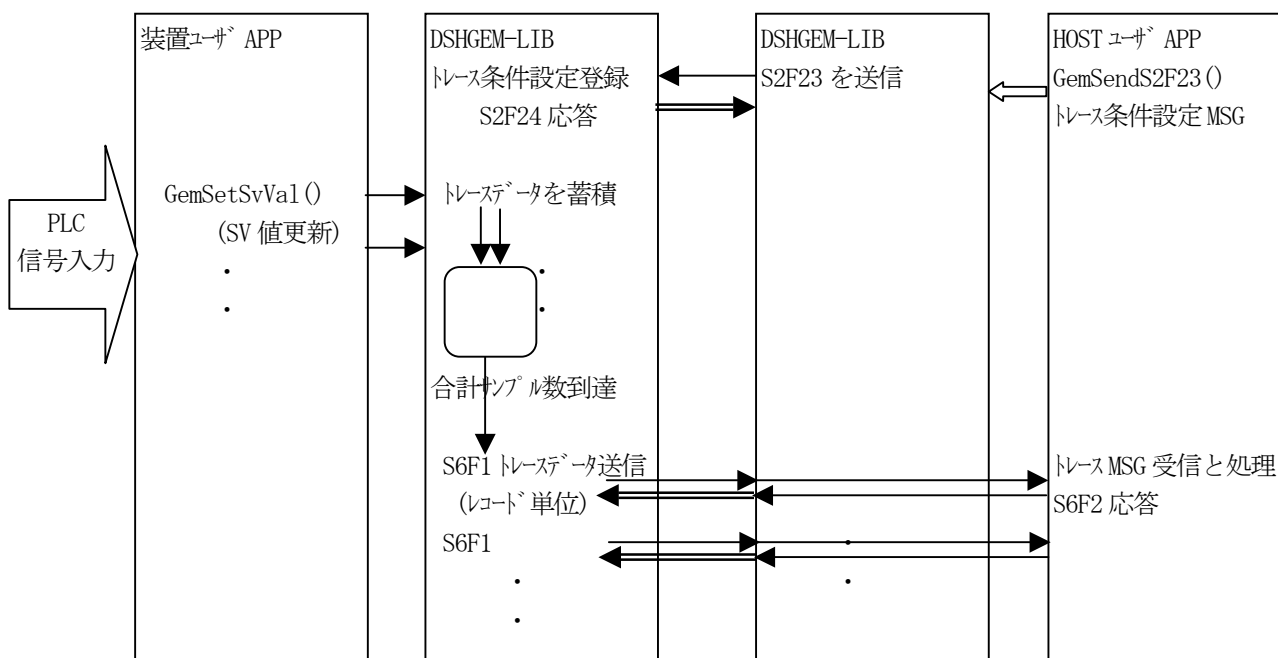 装置ユーザ APP
DSHGEM-LIB
DSHGEM-LIB
HOST ユーザ APP
トレース条件設定登録
S2F23 を送信
GemSendS2F23()
S2F24 応答
トレース条件設定 MSG
GemSetSvVal()
トレースデータを蓄積
PLC
信号入力
(SV 値更新)
・
・
・
・
合計サンプル数到達
S6F1 トレースデータ送信
トレース MSG 受信と処理
(レコード単位)
S6F2 応答
S6F1
・
・
・
・